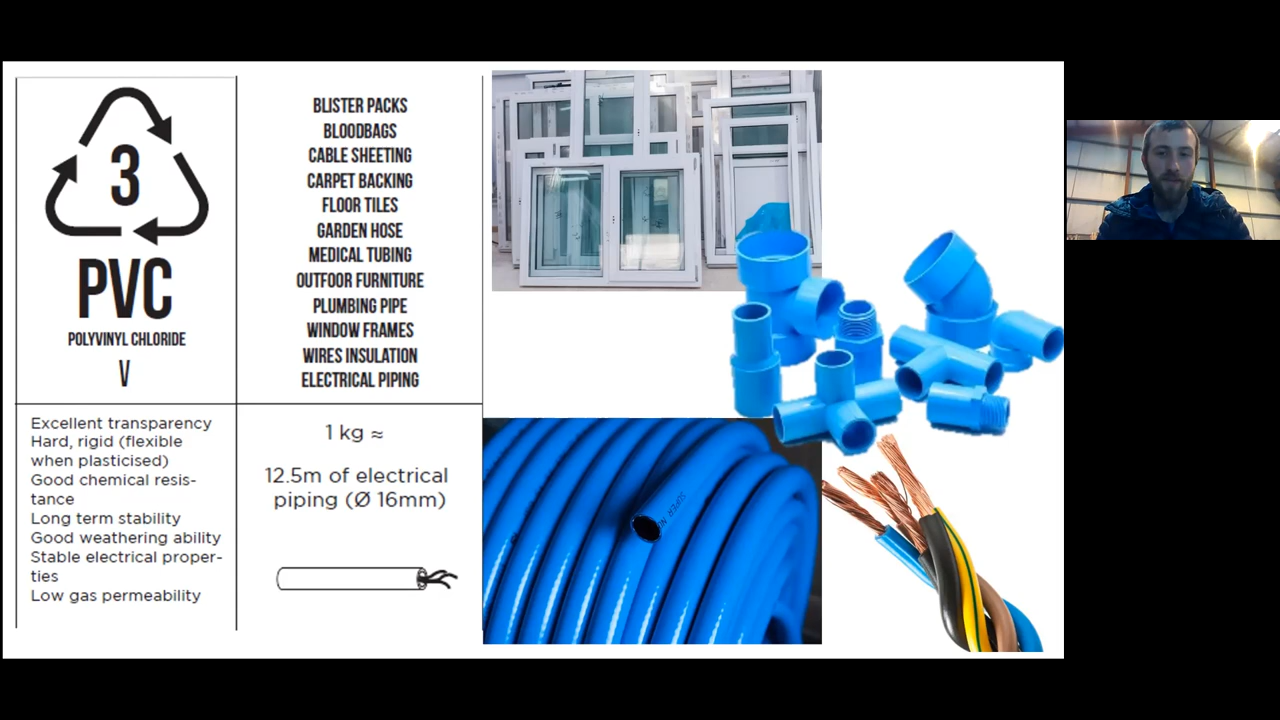 3
PVC
POLYVINYL CHLORIDE
V
BLISTER PACKS
BLOODBAGS
CABLE SHEETING
CARPET BACKING
FLOOR TILES
GARDEN HOSE
MEDICAL TUBING
OUTFOOR FURNITURE
PLUMBING PIPE
WINDOW FRAMES
WIRES INSULATION
ELECTRICAL PIPING
Excellent transparency
Hard, rigid (flexible
when plasticised)
Good chemical resis-
tance
Long term stability
Good weathering ability
Stable electrical proper-
ties
Low gas permeability
1 kg ≈
12.5m of electrical
piping (Ø 16mm)
SUPER